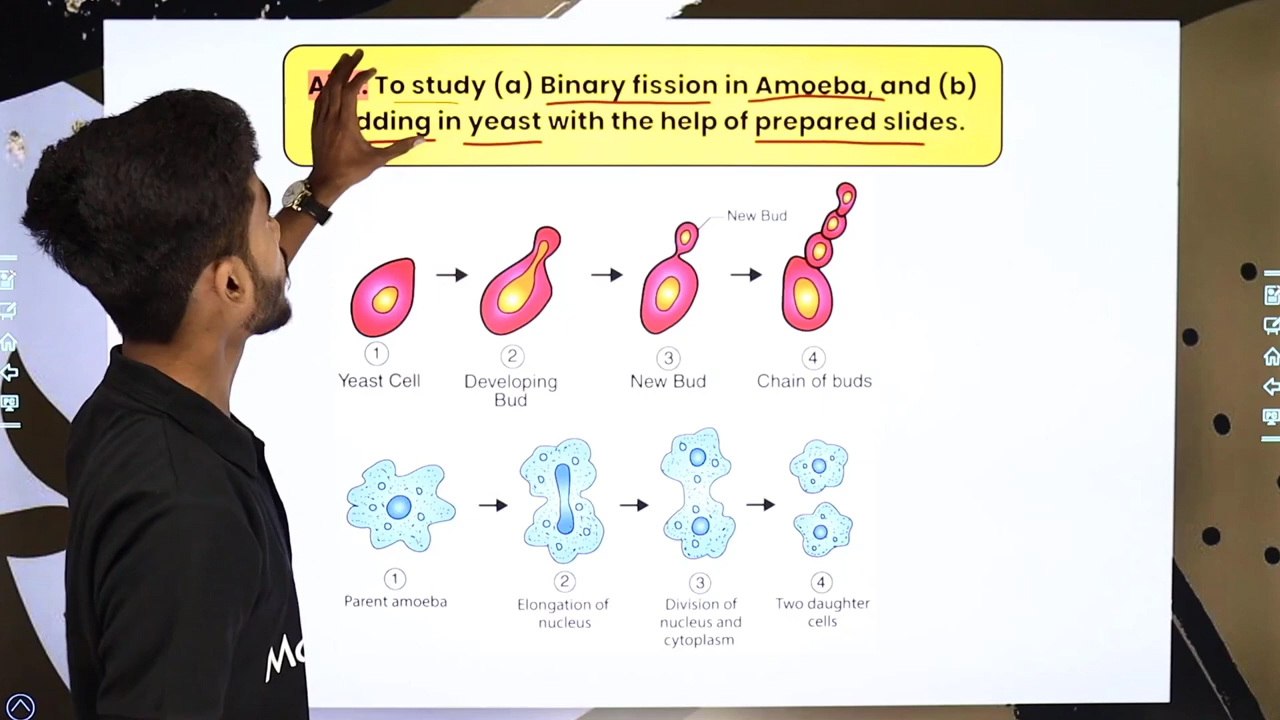 To study (a) Binary fission in Amoeba, and (b)
in yeast with the help of prepared slides.
New Bud
1 2 3 4
Yeast Cell Developing Bud New Bud Chain of buds
1 2 3 4
Parent amoeba Elongation of nucleus Division of nucleus and cytoplasm Two daughter cells